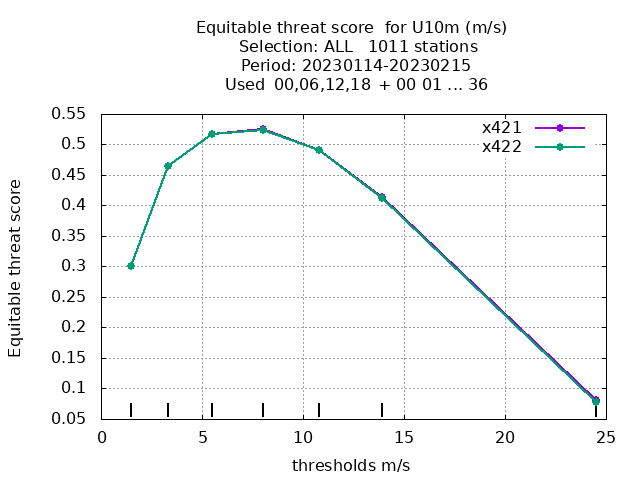 Equitable threat score  for U10m (m/s)
Selection: ALL   1011 stations
Period: 20230114-20230215
Used  00,06,12,18  + 00 01 ... 36
x421
x422
Equitable threat score
0.55
0.5
0.45
0.4
0.35
0.3
0.25
0.2
0.15
0.1
0.05
0 5 10 15 20 25
thresholds m/s